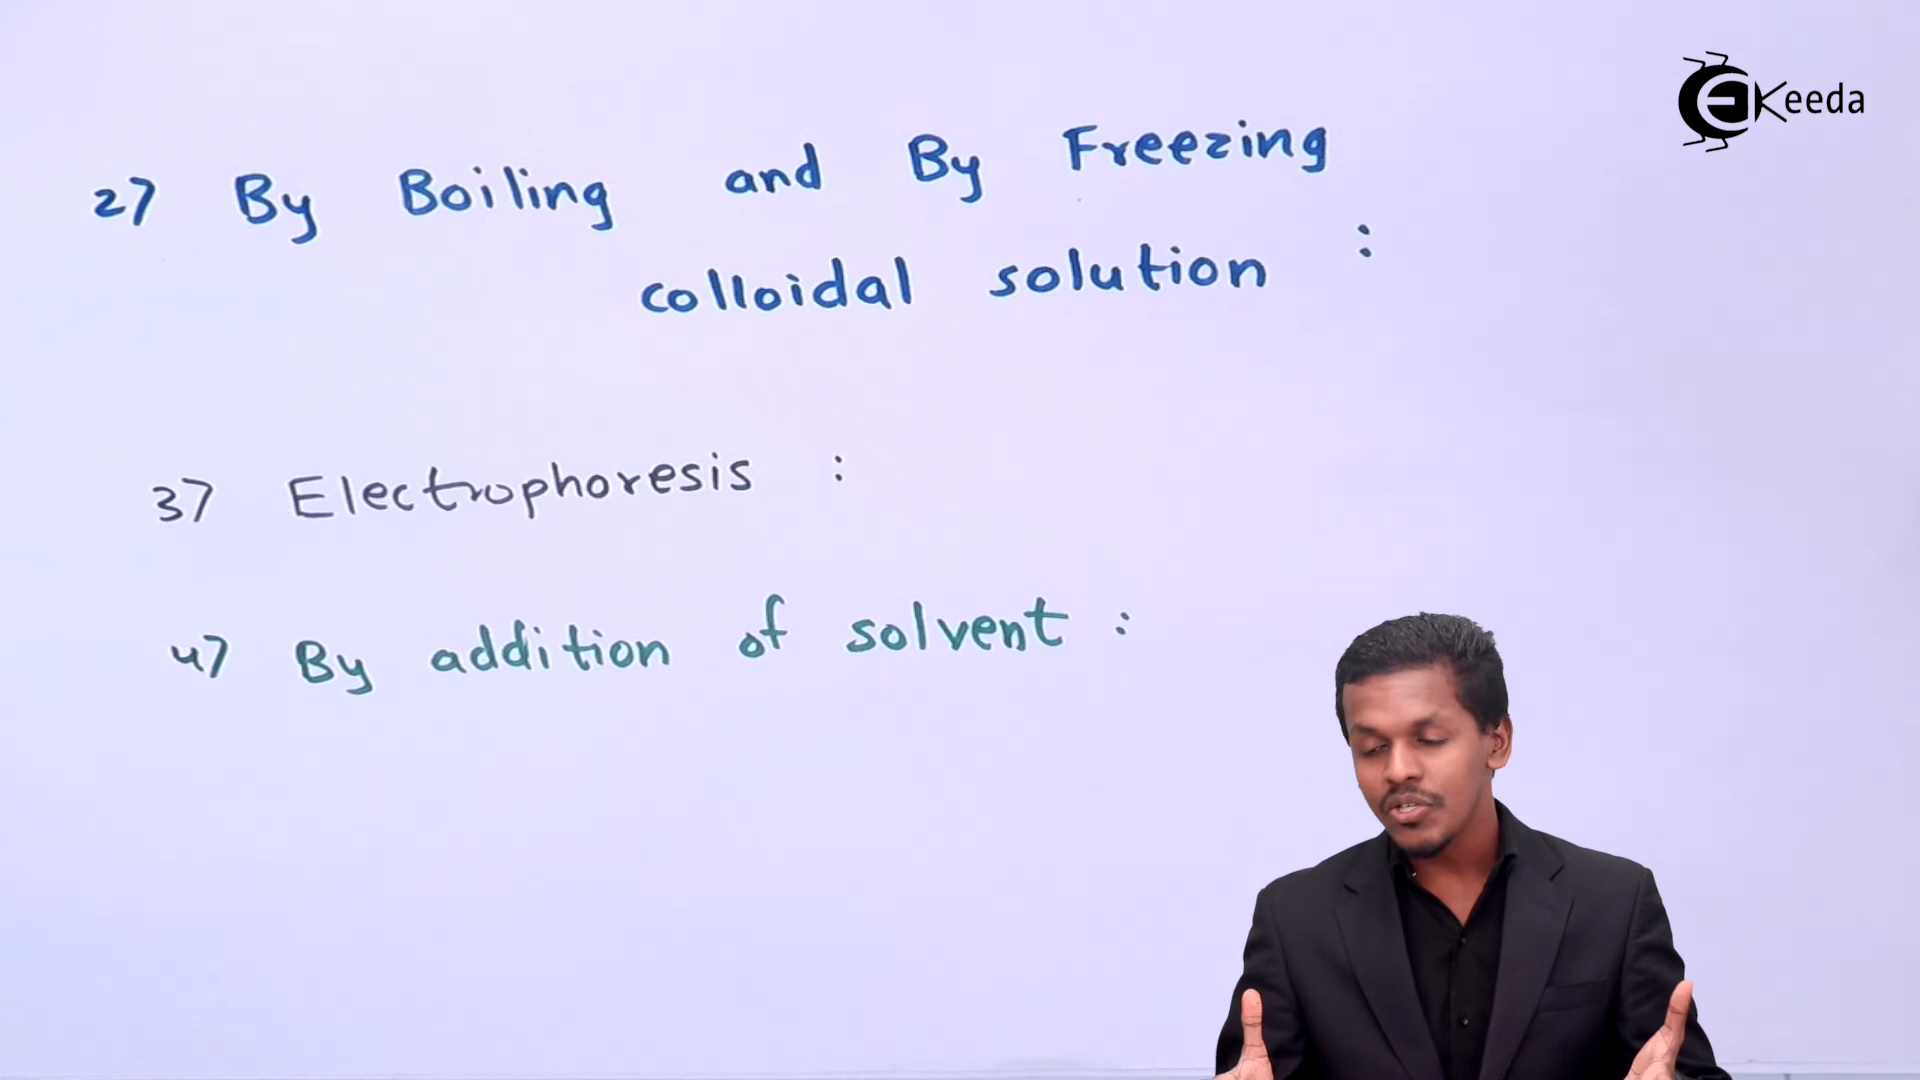 EKeeda
2) By Boiling and By Freezing
colloidal solution :
3) Electrophoresis :
4) By addition of solvent :